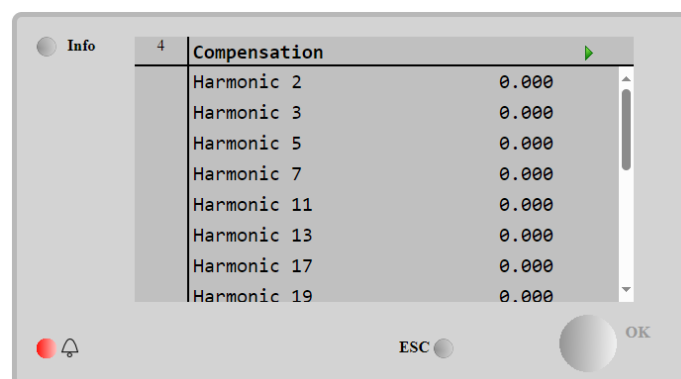 Info
4 Compensation
Harmonic 2 0.000
Harmonic 3 0.000
Harmonic 5 0.000
Harmonic 7 0.000
Harmonic 11 0.000
Harmonic 13 0.000
Harmonic 17 0.000
Harmonic 19 0.000
OK
ESC